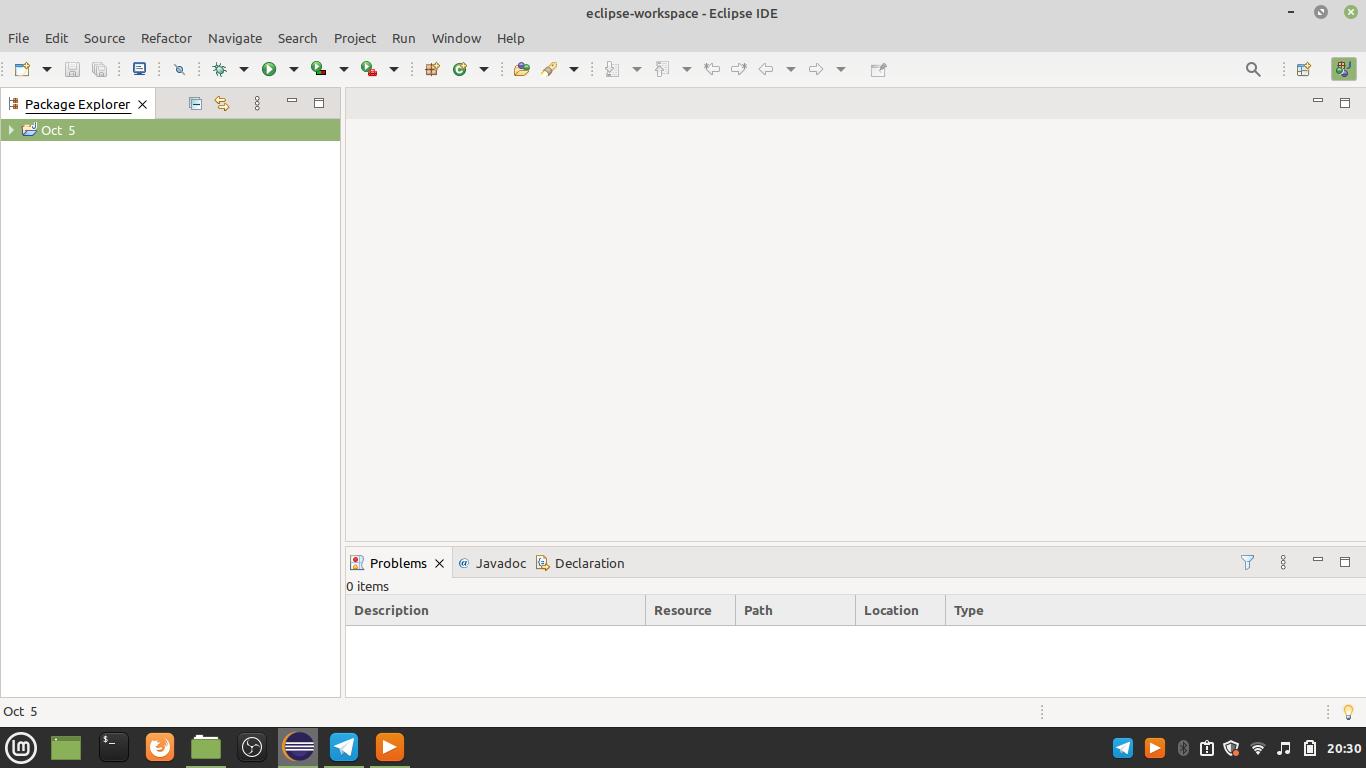 eclipse-workspace - Eclipse IDE
File Edit Source Refactor Navigate Search Project Run Window Help
Package Explorer
Oct 5
Problems @ Javadoc Declaration
0 items
Description Resource Path Location Type
Oct 5
$_
20:30